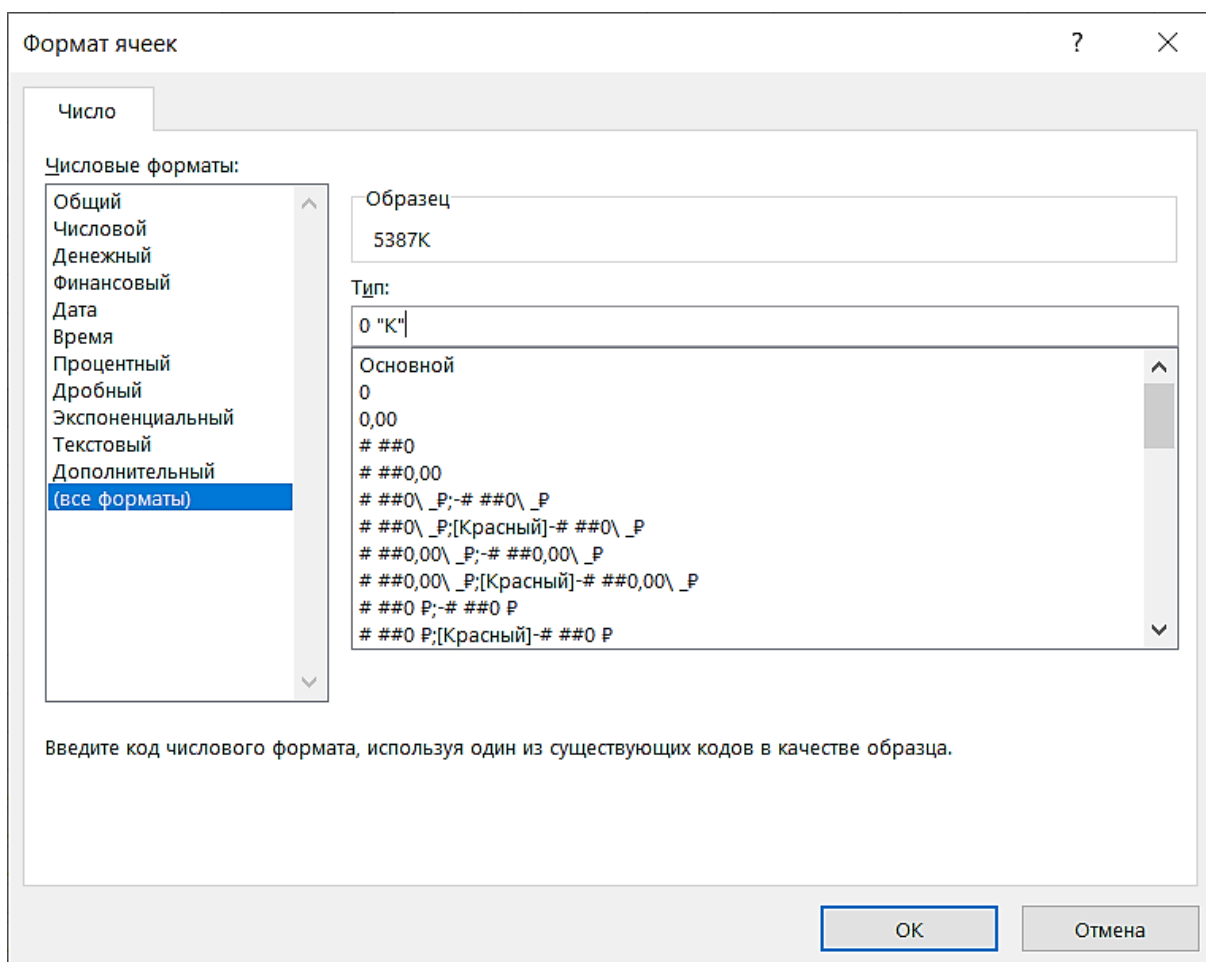 Формат ячеек
?
Число
Числовые форматы:
Общий
Числовой
Денежный
Финансовый
Дата
Время
Процентный
Дробный
Экспоненциальный
Текстовый
Дополнительный
(все форматы)
Образец
5387К
Тип:
0 "К"
Основной
0
0,00
# ##0
# ##0,00
# ##0\ _₽;-# ##0\ _₽
# ##0\ _₽;[Красный]-# ##0\ _₽
# ##0,00\ _₽;-# ##0,00\ _₽
# ##0,00\ _₽;[Красный]-# ##0,00\ _₽
# ##0 ₽;-# ##0 ₽
# ##0 ₽;[Красный]-# ##0 ₽
Введите код числового формата, используя один из существующих кодов в качестве образца.
ОК
Отмена